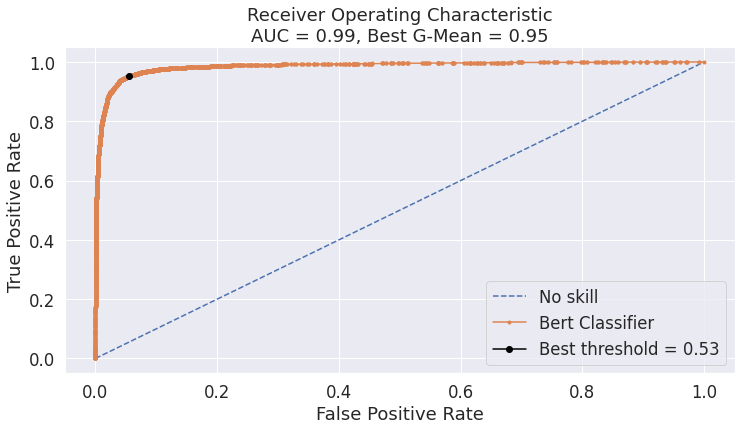 Receiver Operating Characteristic
AUC = 0.99, Best G-Mean = 0.95
1.0
0.8
0.6
0.4
0.2
0.0
True Positive Rate
No skill
Bert Classifier
Best threshold = 0.53
0.0 0.2 0.4 0.6 0.8 1.0
False Positive Rate